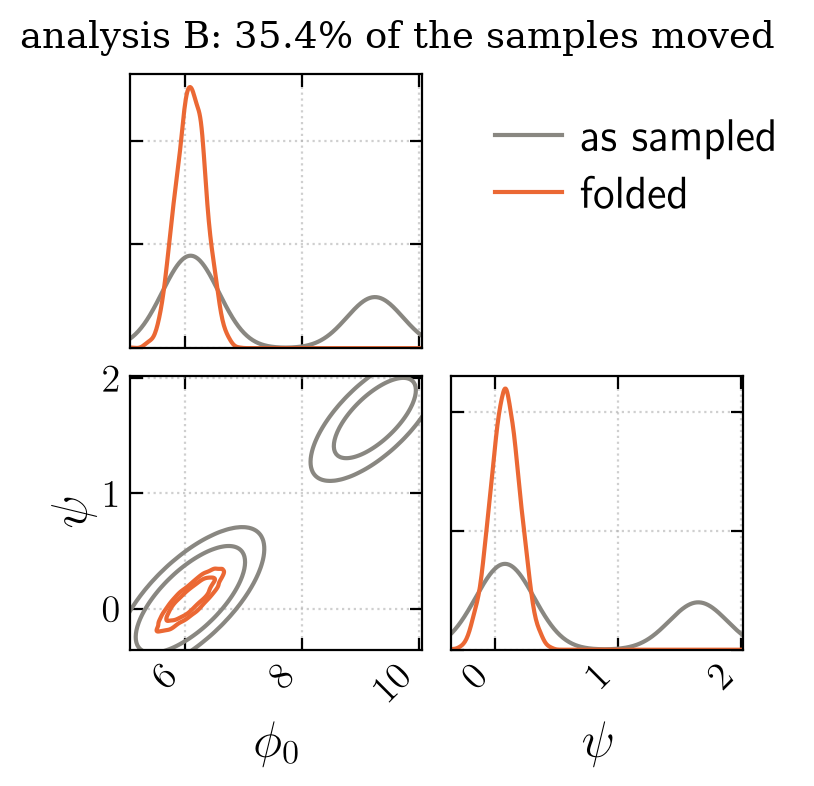 analysis B: 35.4% of the samples moved
as sampled
folded
2
1
0
ψ
6
8
10
ϕ₀
0
1
2
ψ